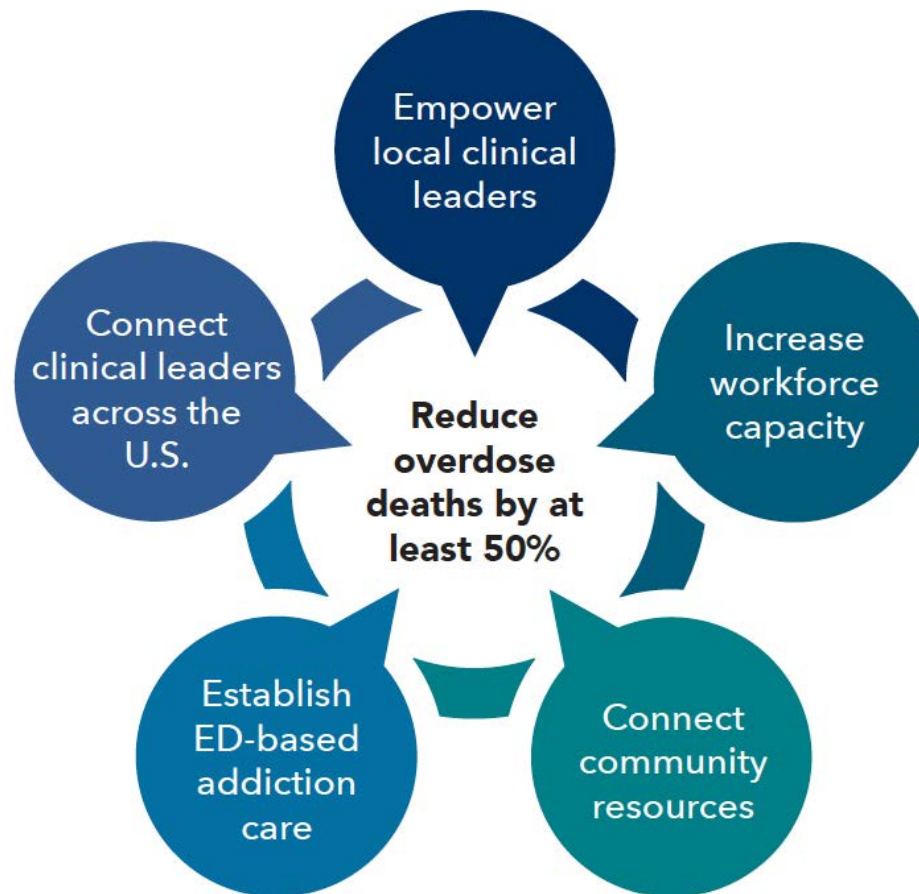 Empower
local clinical
leaders
Increase
workforce
capacity
Connect
community
resources
Establish
ED-based
addiction
care
Connect
clinical leaders
across the
U.S.
Reduce
overdose
deaths by at
least 50%